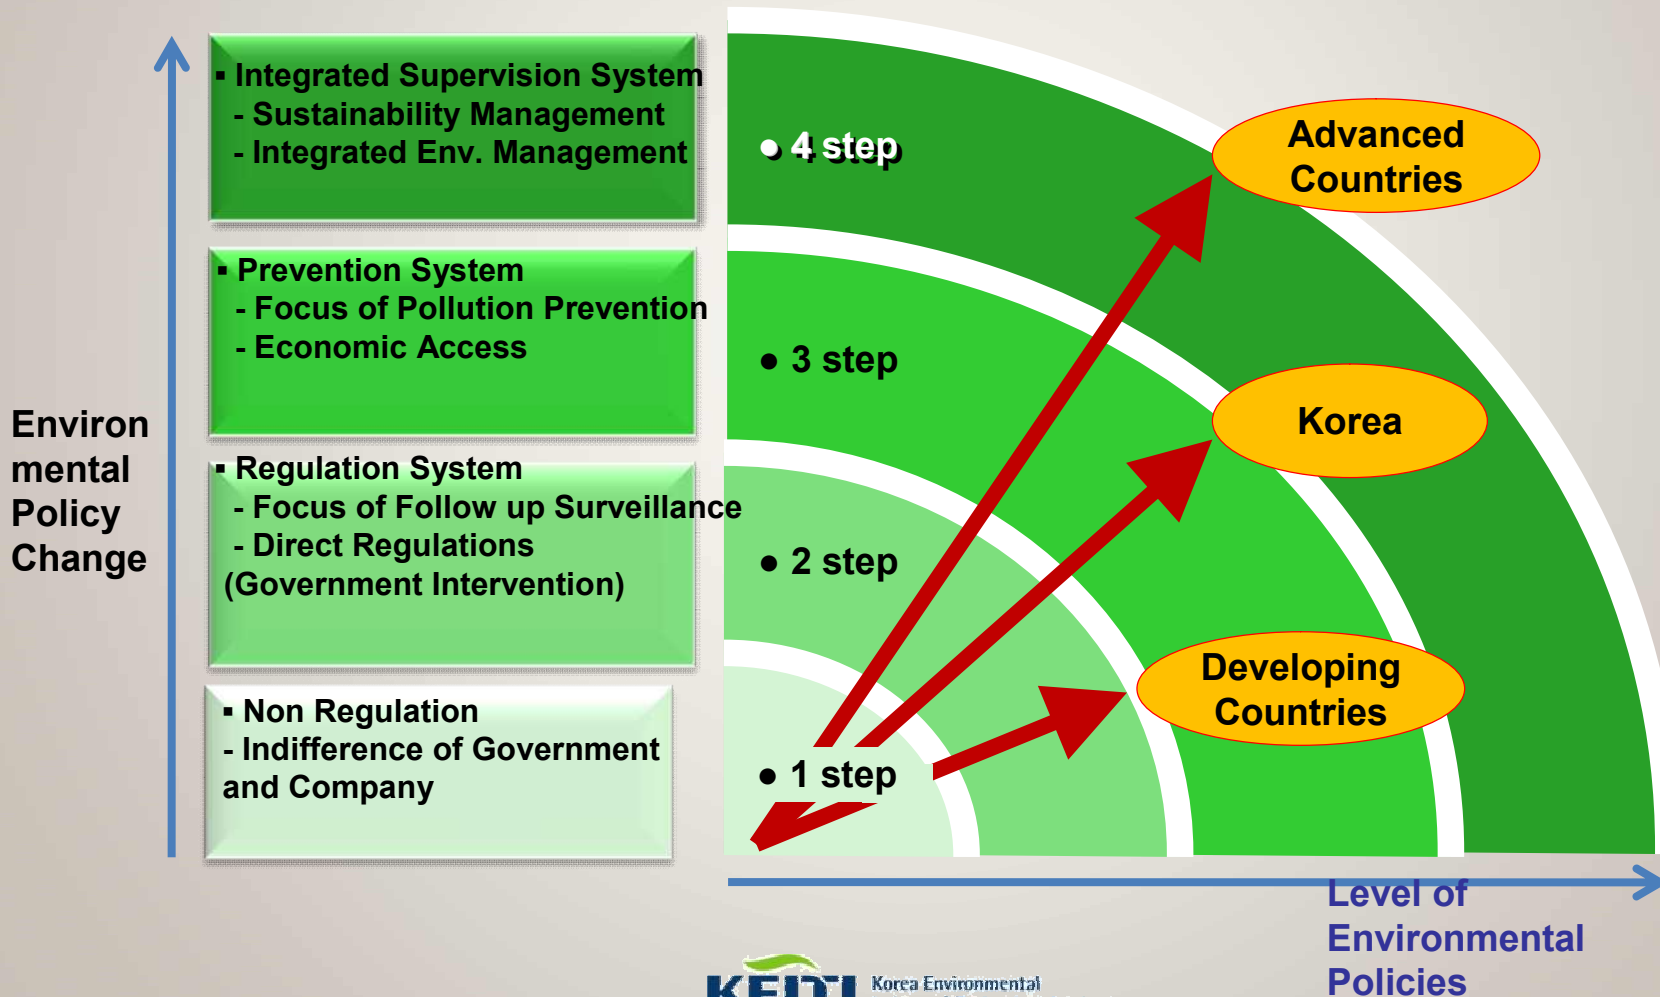 ▪ Integrated Supervision System
- Sustainability Management
- Integrated Env. Management
▪ Prevention System
- Focus of Pollution Prevention
- Economic Access
▪ Regulation System
- Focus of Follow up Surveillance
- Direct Regulations
(Government Intervention)
▪ Non Regulation
- Indifference of Government
and Company
Environ
mental
Policy
Change
● 4 step
● 3 step
● 2 step
● 1 step
Advanced
Countries
Korea
Developing
Countries
Level of
Environmental
Policies
KEITI
Korea Environmental